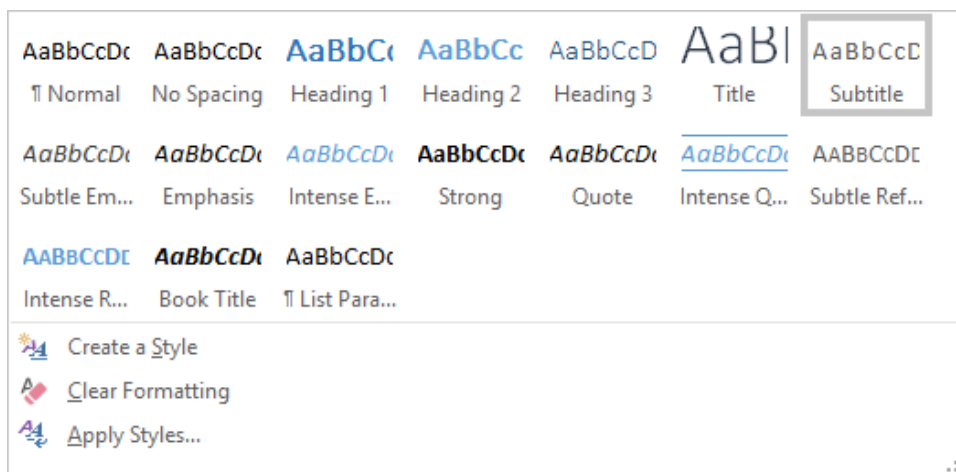 AaBbCcDc AaBbCcDc AaBbCc AaBbCc AaBbCcD AaBl AaBbCcD
¶ Normal No Spacing Heading 1 Heading 2 Heading 3 Title Subtitle
AaBbCcDc AaBbCcDc AaBbCcDc AaBbCcDc AaBbCcDc AaBbCcDc AABBCCDE
Subtle Em... Emphasis Intense E... Strong Quote Intense Q... Subtle Ref...
AABBCCDE AaBbCcDc AaBbCcDc
Intense R... Book Title ¶ List Para...
Create a Style
Clear Formatting
Apply Styles...